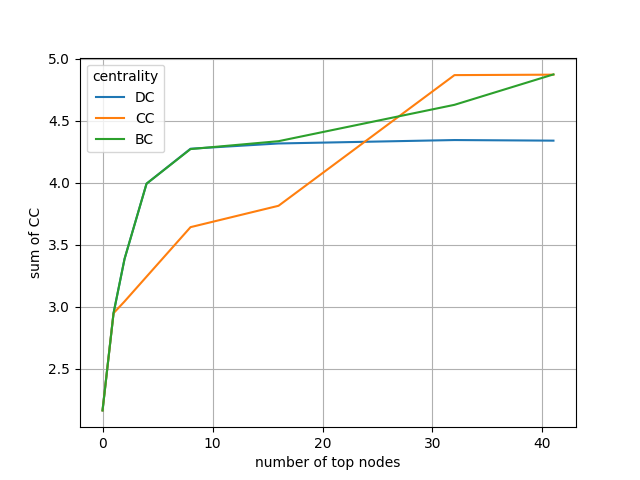 5.0
4.5
4.0
3.5
3.0
2.5
sum of CC
centrality
DC
CC
BC
0 10 20 30 40
number of top nodes